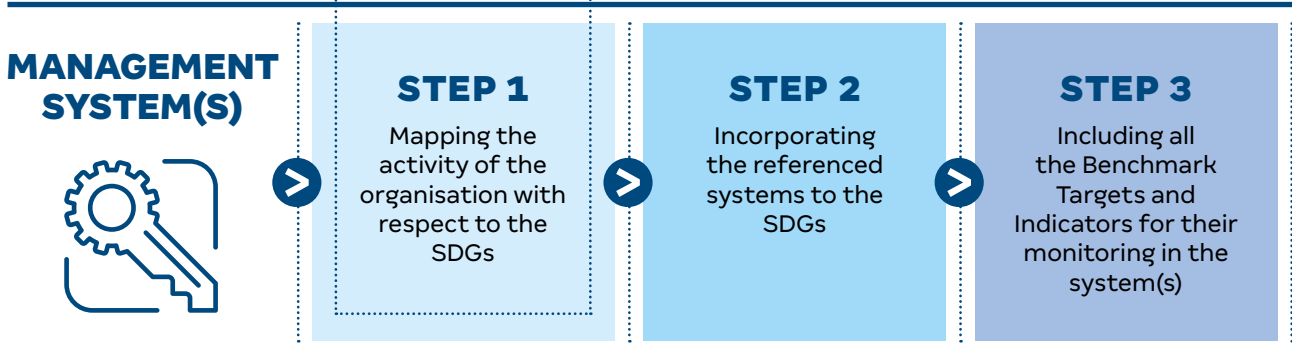 MANAGEMENT
SYSTEM(S)
STEP 1
Mapping the
activity of the
organisation with
respect to the
SDGs
STEP 2
Incorporating
the referenced
systems to the
SDGs
STEP 3
Including all
the Benchmark
Targets and
Indicators for their
monitoring in the
system(s)